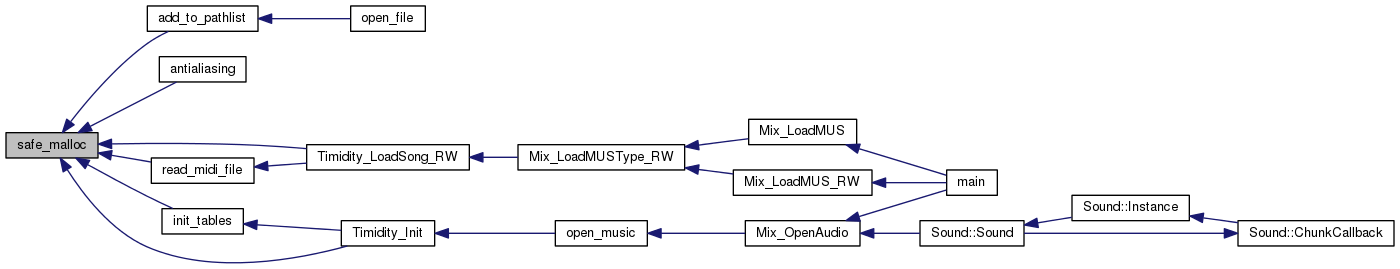 add_to_pathlist
open_file
antialiasing
safe_malloc
Timidity_LoadSong_RW
read_midi_file
Mix_LoadMUSType_RW
Mix_LoadMUS
Mix_LoadMUS_RW
main
init_tables
Timidity_Init
open_music
Mix_OpenAudio
Sound::Sound
Sound::Instance
Sound::ChunkCallback